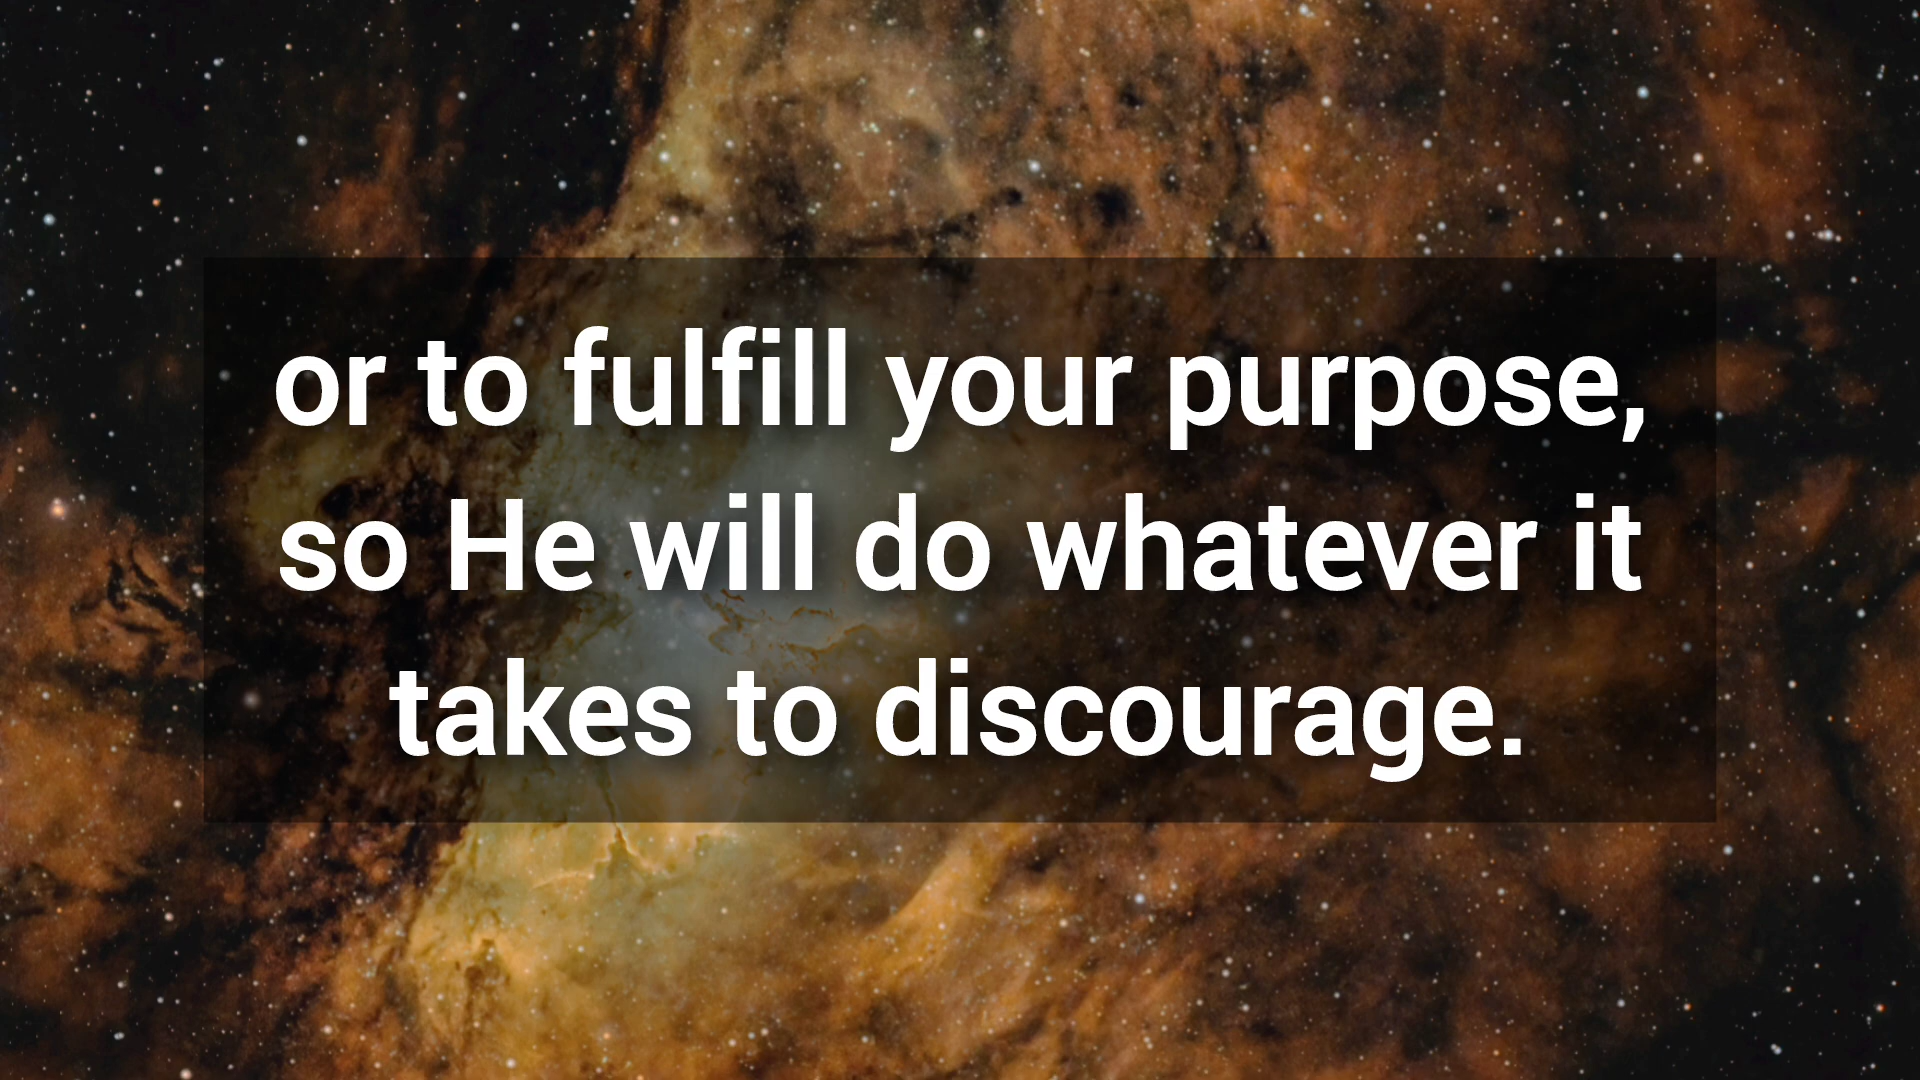 or to fulfill your purpose,
so He will do whatever it
takes to discourage.